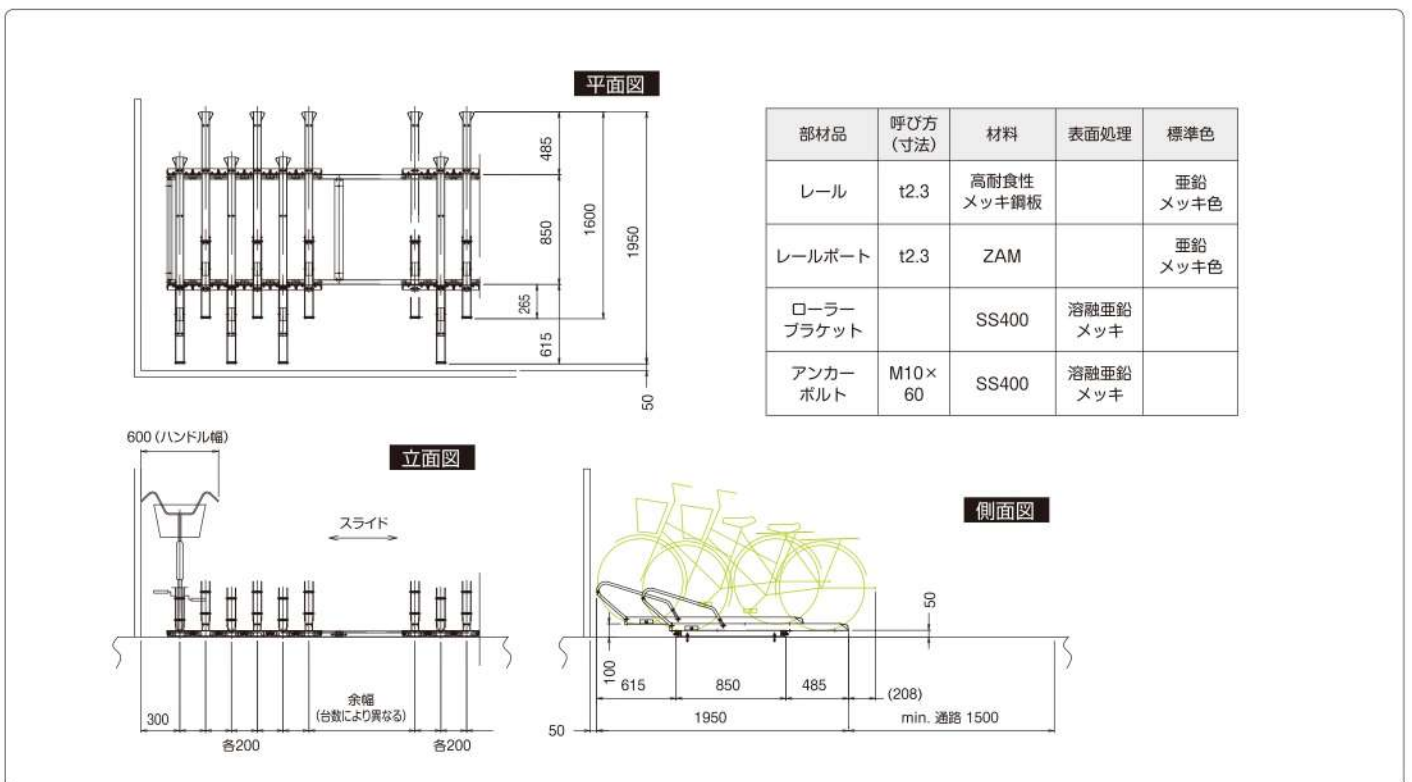 平面図
485
850
1600
1950
265
615
50
部材品 呼び方 材料 表面処理 標準色
(寸法)
レール t2.3 高耐食性 亜鉛
メッキ鋼板 メッキ色
レールポート t2.3 ZAM 亜鉛
メッキ色
ローラー SS400 溶融亜鉛
ブラケット メッキ
アンカー M10× SS400 溶融亜鉛
ボルト 60 メッキ
600(ハンドル幅)
立面図
スライド
300
各200
余幅
(台数により異なる)
各200
側面図
50
100
615
850
485
(208)
1950
min. 通路 1500
50